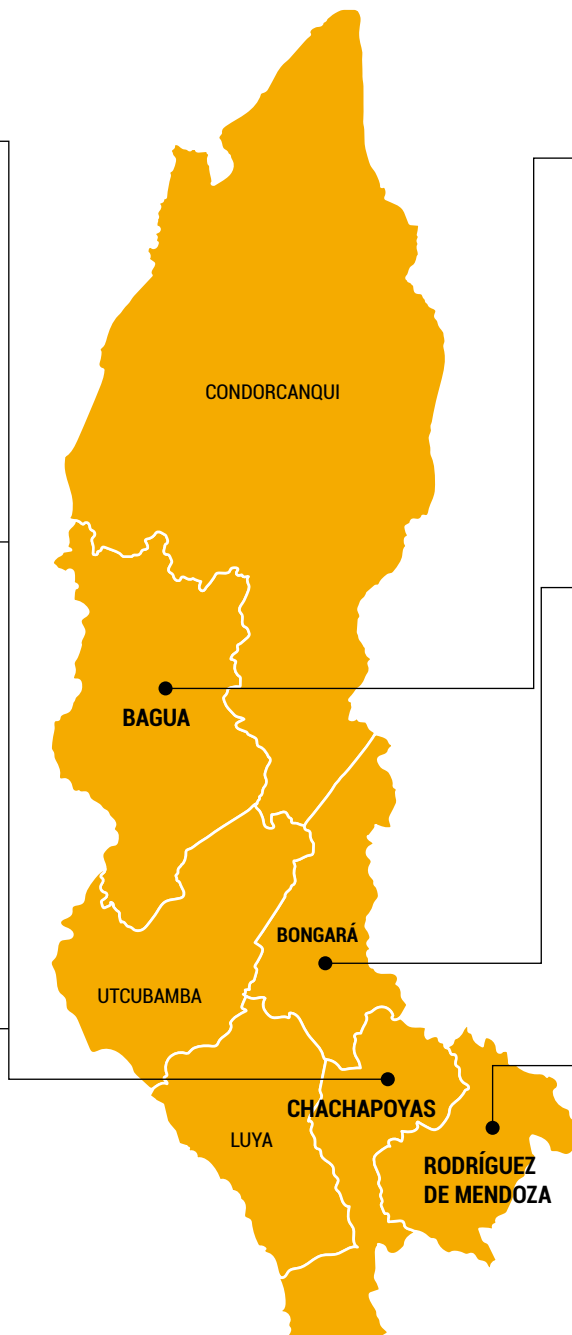 CONDORCANQUI
BAGUA
BONGARÁ
UTCUBAMBA
CHACHAPOYAS
LUYA
RODRÍGUEZ
DE MENDOZA